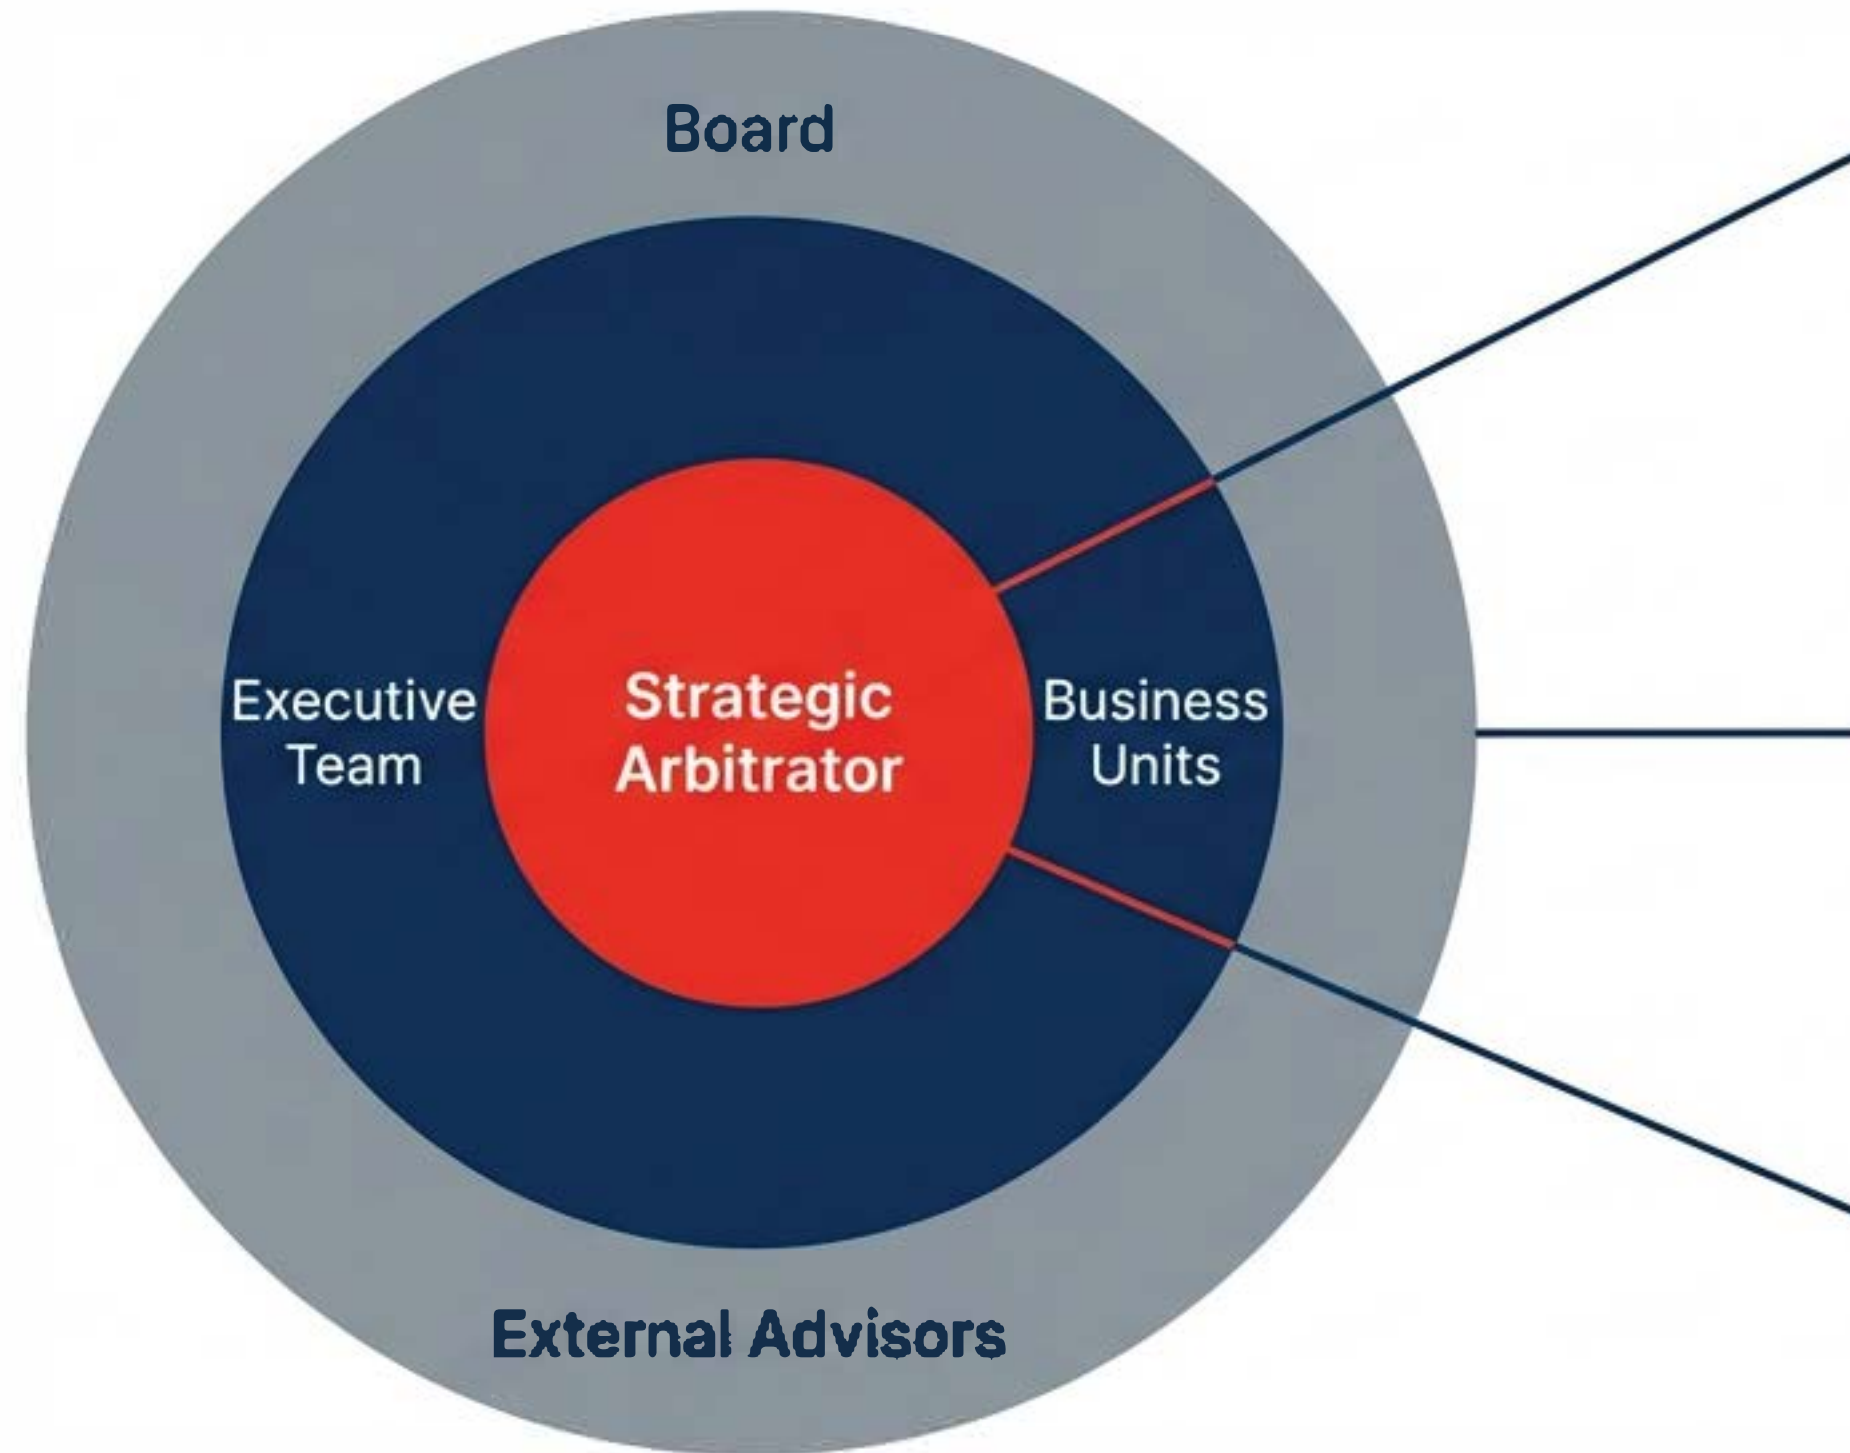 Board
Executive
Team
Strategic
Arbitrator
Business
Units
External Advisors